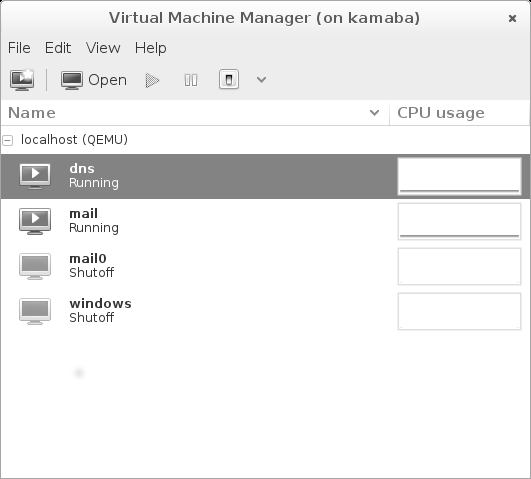 Virtual Machine Manager (on kamaba)
File Edit View Help
Open
Name CPU usage
localhost (QEMU)
dns
Running
mail
Running
mail0
Shutoff
windows
Shutoff